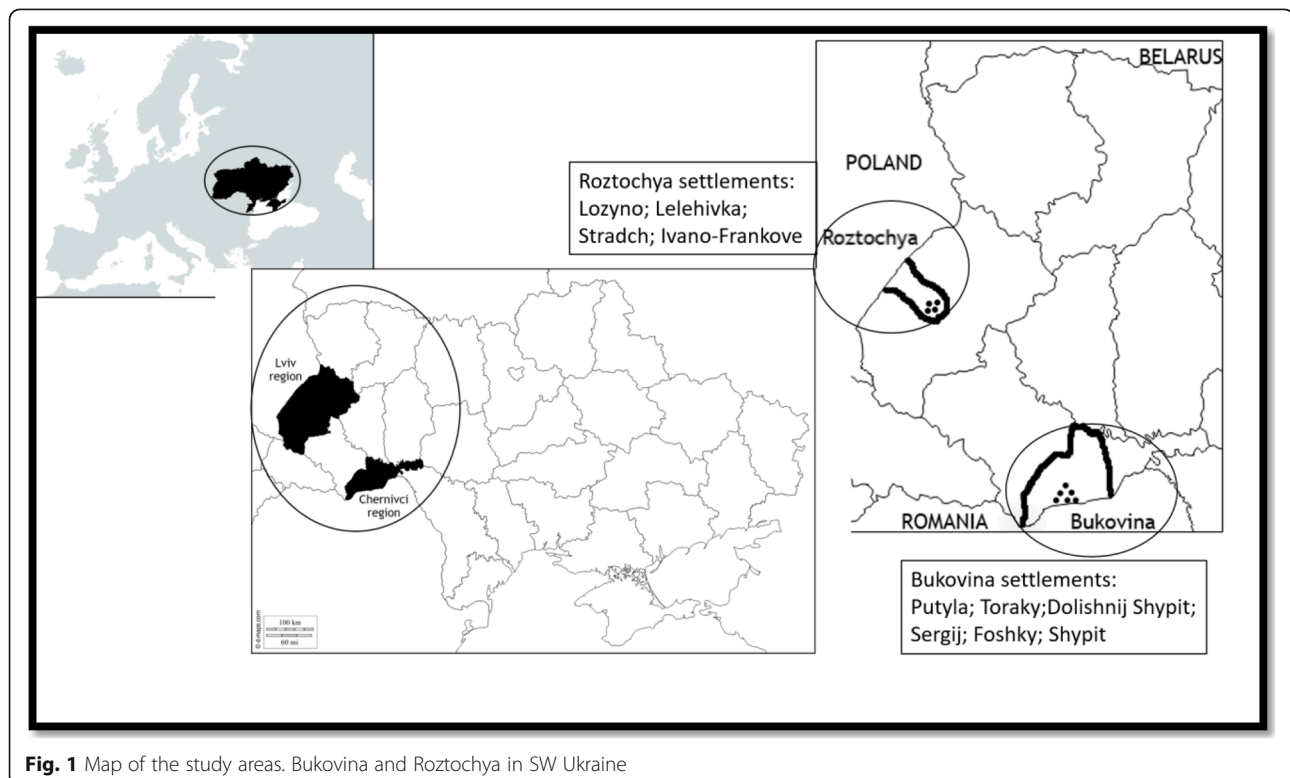 BELARUS
POLAND
Roztochya settlements:
Lozyno; Lelehivka;
Stradch; Ivano-Frankove
Roztochya
Lviv
region
Chernivci
region
ROMANIA
Bukovina
Bukovina settlements:
Putyla; Toraky;Dolishnij Shypit;
Sergij; Foshky; Shypit
100 km
60 mi
© d-maps.com
Fig. 1 Map of the study areas. Bukovina and Roztochya in SW Ukraine